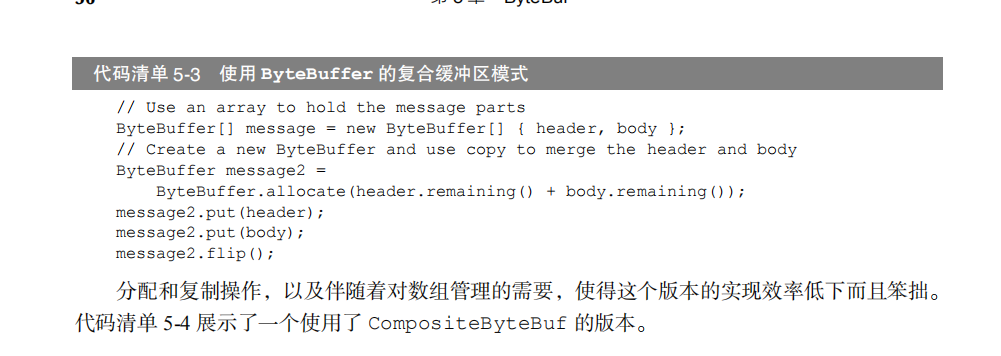 代码清单 5-3 使用 ByteBuffer 的复合缓冲区模式
// Use an array to hold the message parts
ByteBuffer[] message = new ByteBuffer[] { header, body };
// Create a new ByteBuffer and use copy to merge the header and body
ByteBuffer message2 =
    ByteBuffer.allocate(header.remaining() + body.remaining());
message2.put(header);
message2.put(body);
message2.flip();
分配和复制操作，以及伴随着对数组管理的需要，使得这个版本的实现效率低下而且笨拙。
代码清单 5-4 展示了一个使用了 CompositeByteBuf 的版本。